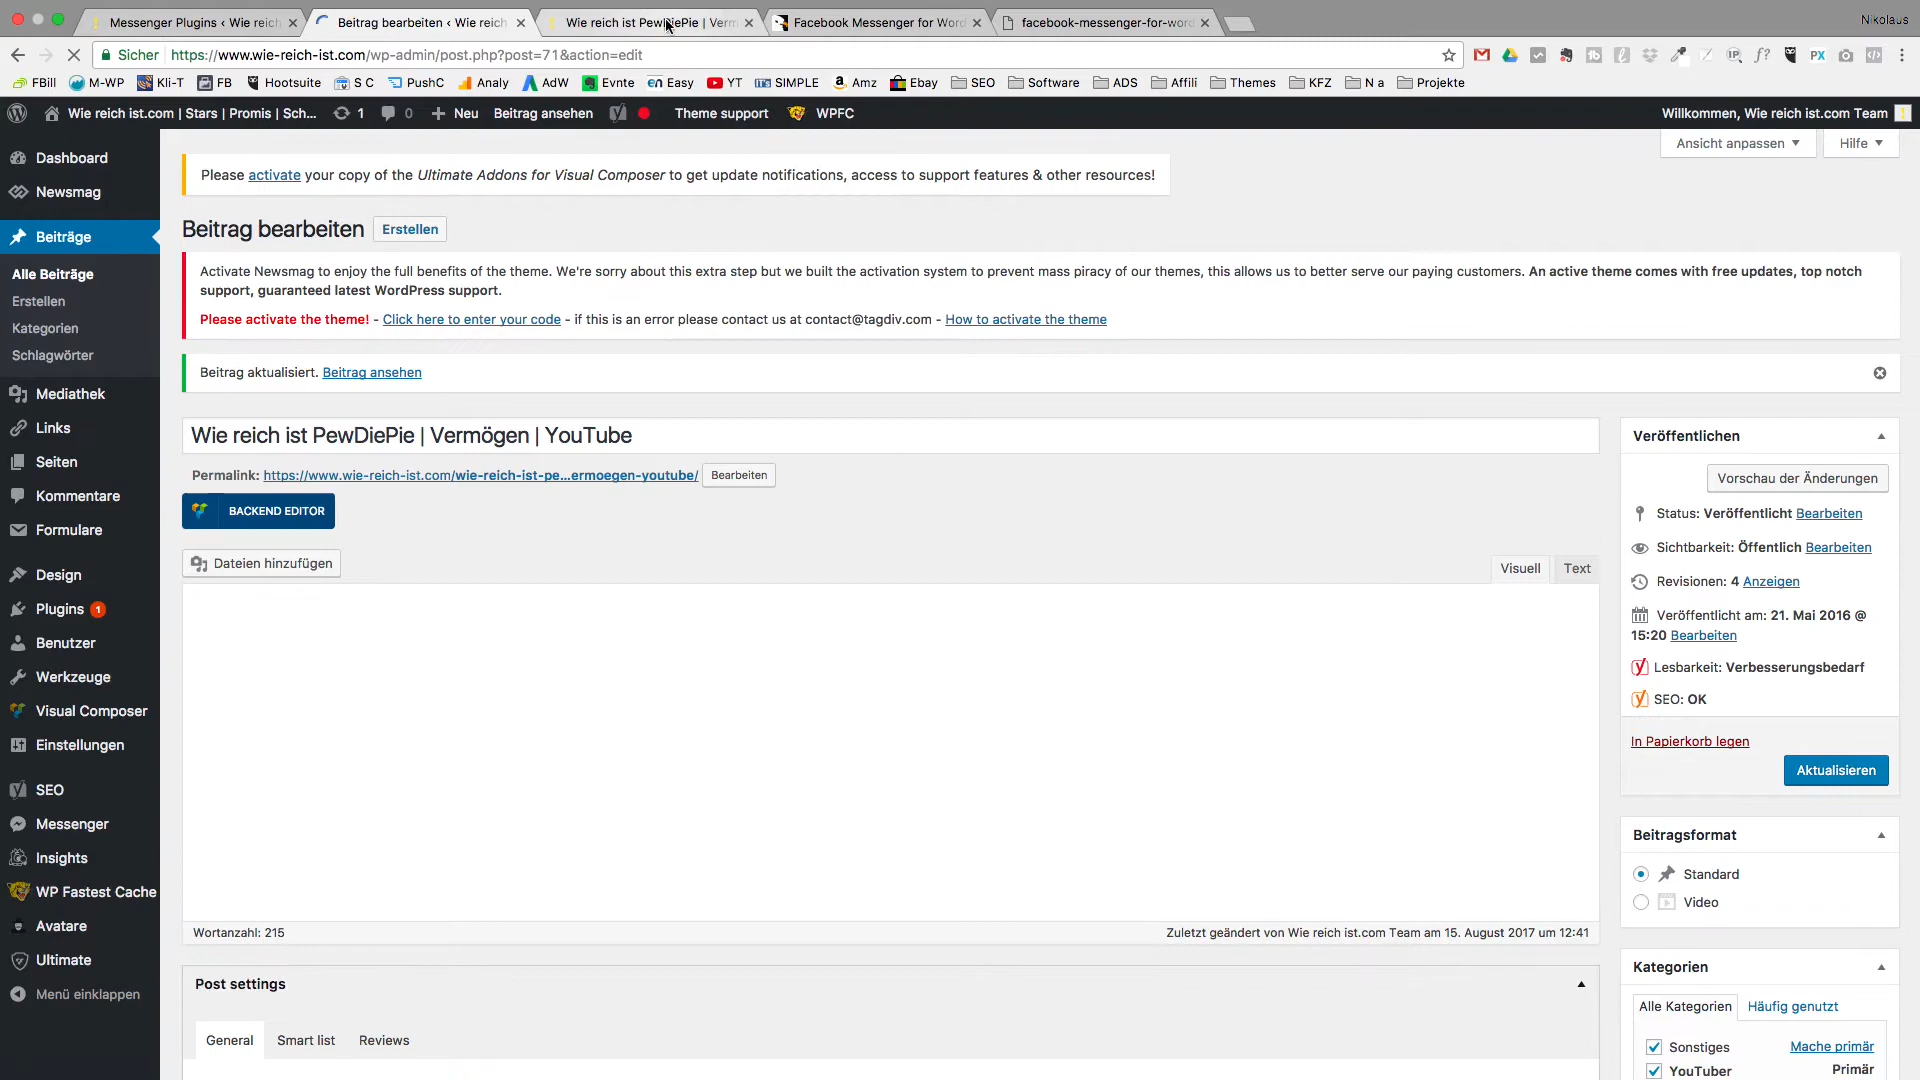 Messenger Plugins ‹ Wie reich
Beitrag bearbeiten ‹ Wie reich
Wie reich ist PewDiePie | Verm
Facebook Messenger for Word
facebook-messenger-for-word
Nikolaus
Sicher
https://www.wie-reich-ist.com/wp-admin/post.php?post=71&action=edit
FBill
M-WP
Kli-T
FB
Hootsuite
S C
PushC
Analy
AdW
Evnte
Easy
YT
SIMPLE
Amz
Ebay
SEO
Software
ADS
Affili
Themes
KFZ
N a
Projekte
Wie reich ist.com | Stars | Promis | Sch...
1
0
Neu
Beitrag ansehen
Theme support
WPFC
Willkommen, Wie reich ist.com Team
Ansicht anpassen
Hilfe
Dashboard
Newsmag
Beiträge
Alle Beiträge
Erstellen
Kategorien
Schlagwörter
Mediathek
Links
Seiten
Kommentare
Formulare
Design
Plugins 1
Benutzer
Werkzeuge
Visual Composer
Einstellungen
SEO
Messenger
Insights
WP Fastest Cache
Avatare
Ultimate
Menü einklappen
Please activate your copy of the Ultimate Addons for Visual Composer to get update notifications, access to support features & other resources!
Beitrag bearbeiten
Erstellen
Activate Newsmag to enjoy the full benefits of the theme. We're sorry about this extra step but we built the activation system to prevent mass piracy of our themes, this allows us to better serve our paying customers. An active theme comes with free updates, top notch
support, guaranteed latest WordPress support.
Please activate the theme! - Click here to enter your code - if this is an error please contact us at contact@tagdiv.com - How to activate the theme
Beitrag aktualisiert. Beitrag ansehen
Wie reich ist PewDiePie | Vermögen | YouTube
Permalink: https://www.wie-reich-ist.com/wie-reich-ist-pe...ermoegen-youtube/
Bearbeiten
BACKEND EDITOR
Dateien hinzufügen
Visuell
Text
Wortanzahl: 215
Zuletzt geändert von Wie reich ist.com Team am 15. August 2017 um 12:41
Post settings
General
Smart list
Reviews
Veröffentlichen
Vorschau der Änderungen
Status: Veröffentlicht Bearbeiten
Sichtbarkeit: Öffentlich Bearbeiten
Revisionen: 4 Anzeigen
Veröffentlicht am: 21. Mai 2016 @
15:20 Bearbeiten
Lesbarkeit: Verbesserungsbedarf
SEO: OK
In Papierkorb legen
Aktualisieren
Beitragsformat
Standard
Video
Kategorien
Alle Kategorien
Häufig genutzt
Sonstiges
Mache primär
YouTuber
Primär